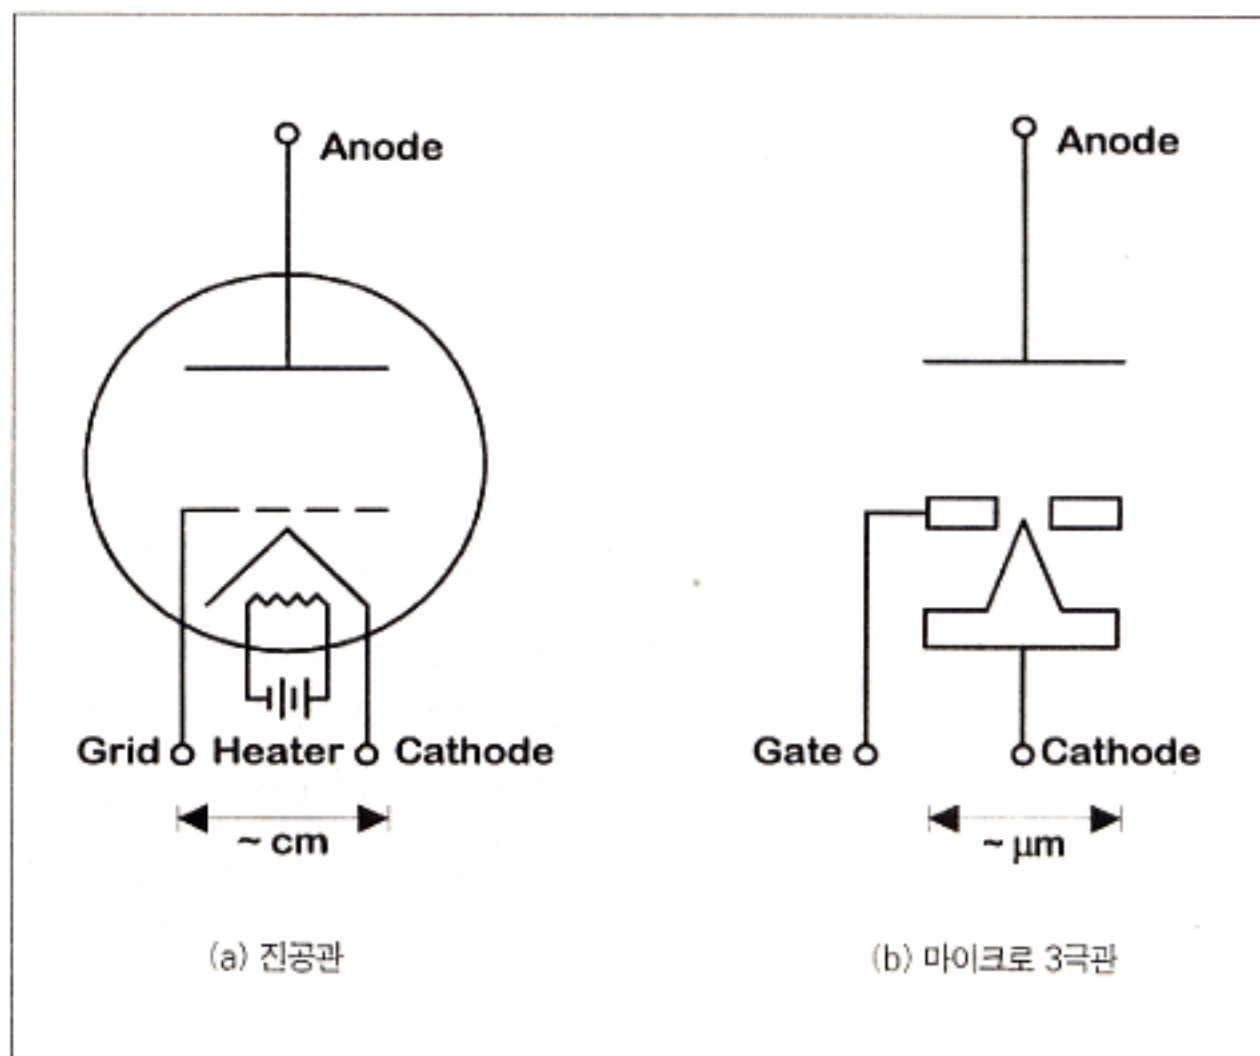 Anode
Grid Heater Cathode
~ cm
(a) 진공관
Anode
Gate Cathode
~ μm
(b) 마이크로 3극관